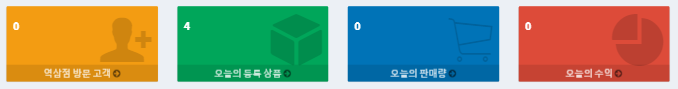 0
역삼점 방문 고객
4
오늘의 등록 상품
0
오늘의 판매량
0
오늘의 수익